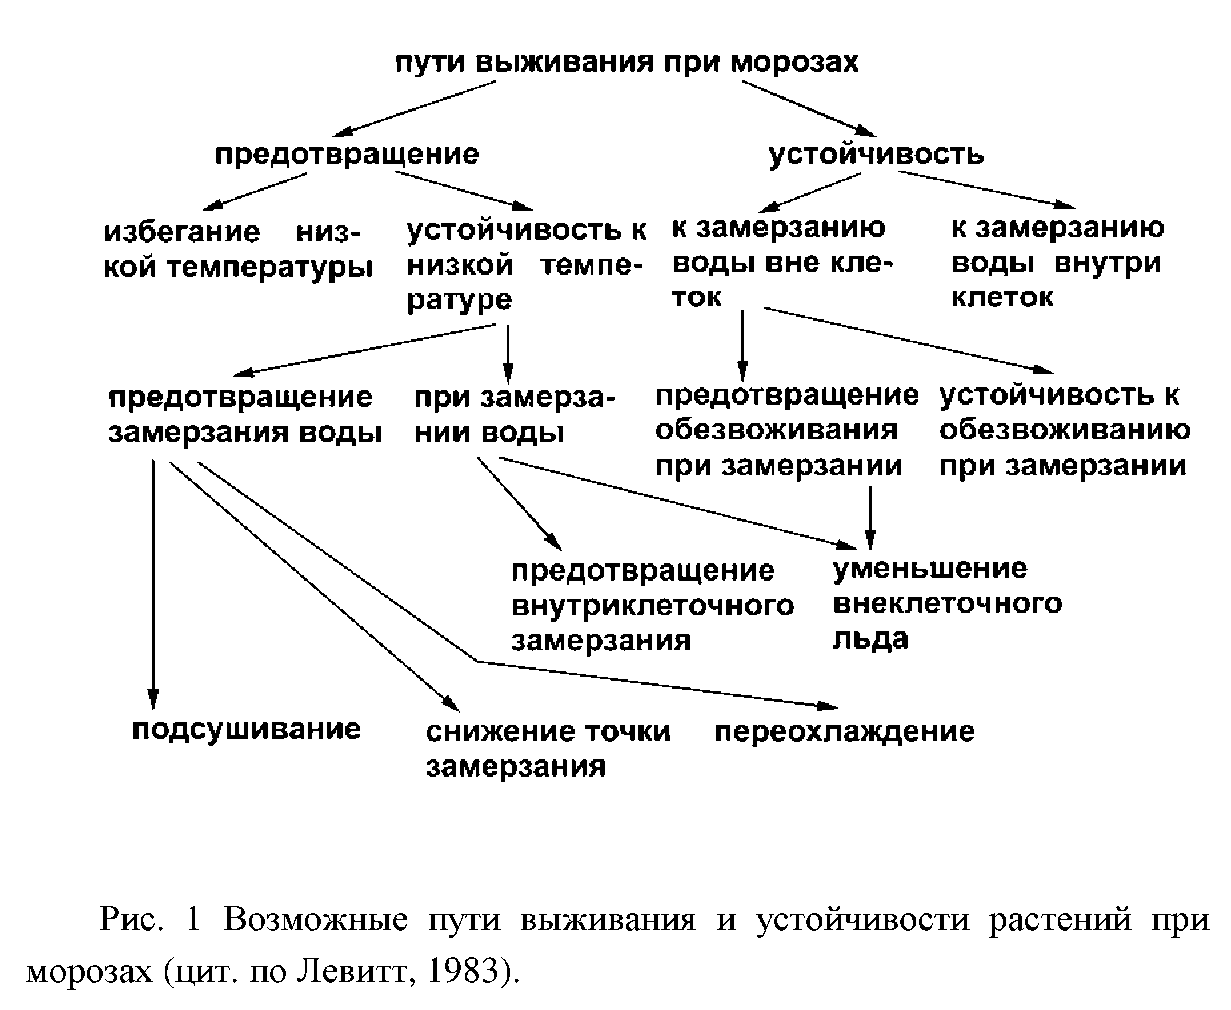 пути выживания при морозах
предотвращение
устойчивость
избегание низ-
кой температуры
устойчивость к
низкой темпе-
ратуре
к замерзанию
воды вне кле-
ток
к замерзанию
воды внутри
клеток
предотвращение
замерзания воды
при замерза-
нии воды
предотвращение
обезвоживания
при замерзании
устойчивость к
обезвоживанию
при замерзании
предотвращение
внутриклеточного
замерзания
уменьшение
внеклеточного
льда
подсушивание
снижение точки
замерзания
переохлаждение
Рис. 1 Возможные пути выживания и устойчивости растений при
морозах (цит. по Левитт, 1983).